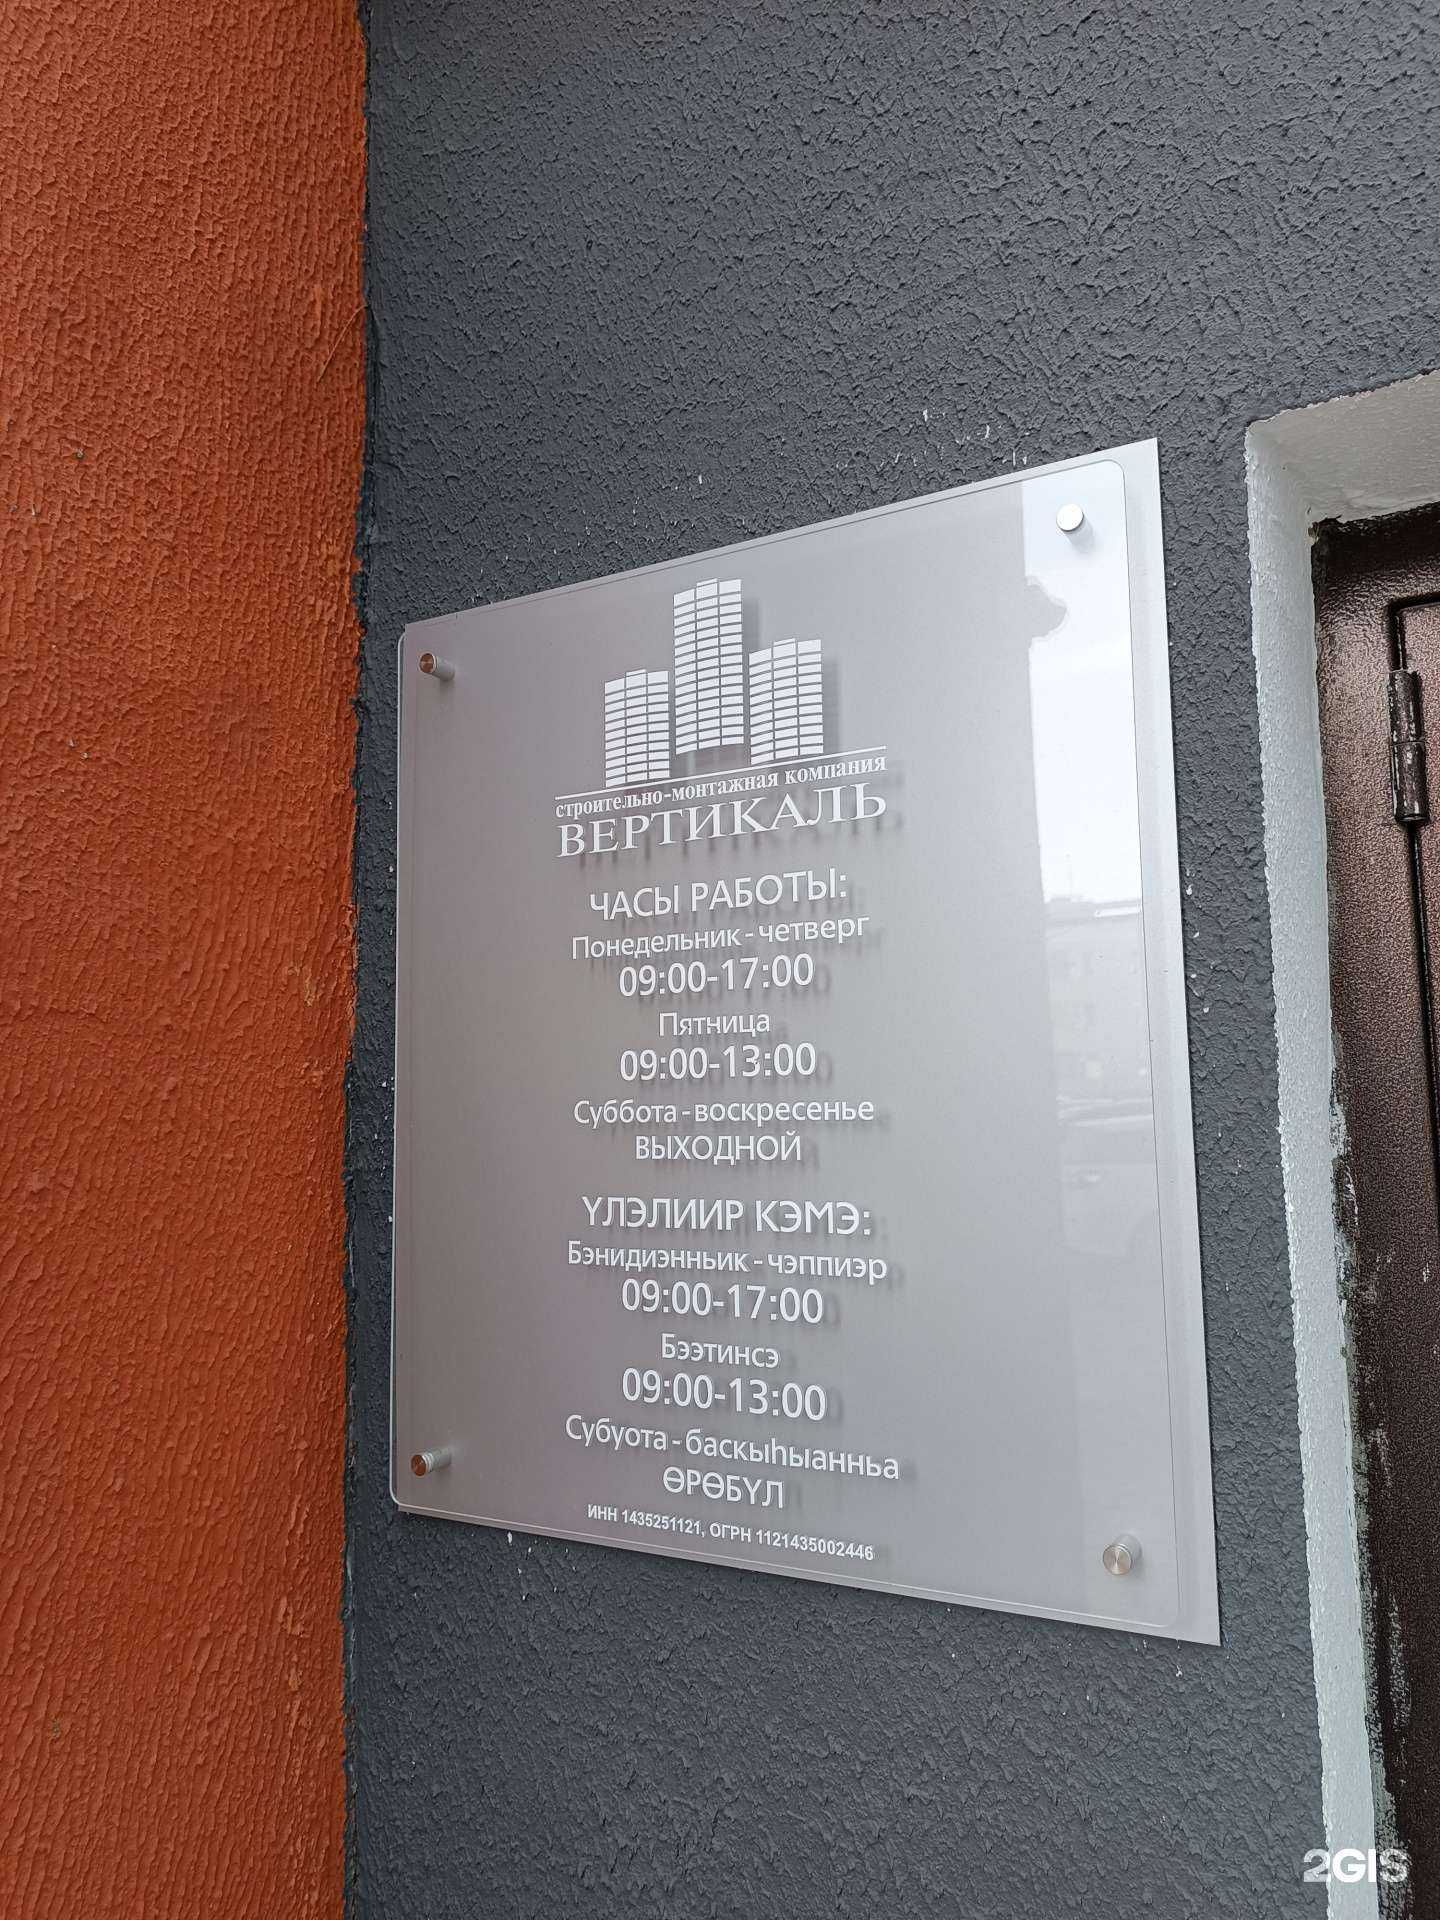 строительно-монтажная компания
ВЕРТИКАЛЬ
ЧАСЫ РАБОТЫ:
Понедельник - четверг
09:00-17:00
Пятница
09:00-13:00
Суббота - воскресенье
ВЫХОДНОЙ
ҮЛЭЛИИР КЭМЭ:
Бэнидиэнньик - чэппиэр
09:00-17:00
Бээтинсэ
09:00-13:00
Субуота - баскыһыанньа
ӨРӨБҮЛ
ИНН 1435251121, ОГРН 1121435002446
2GIS